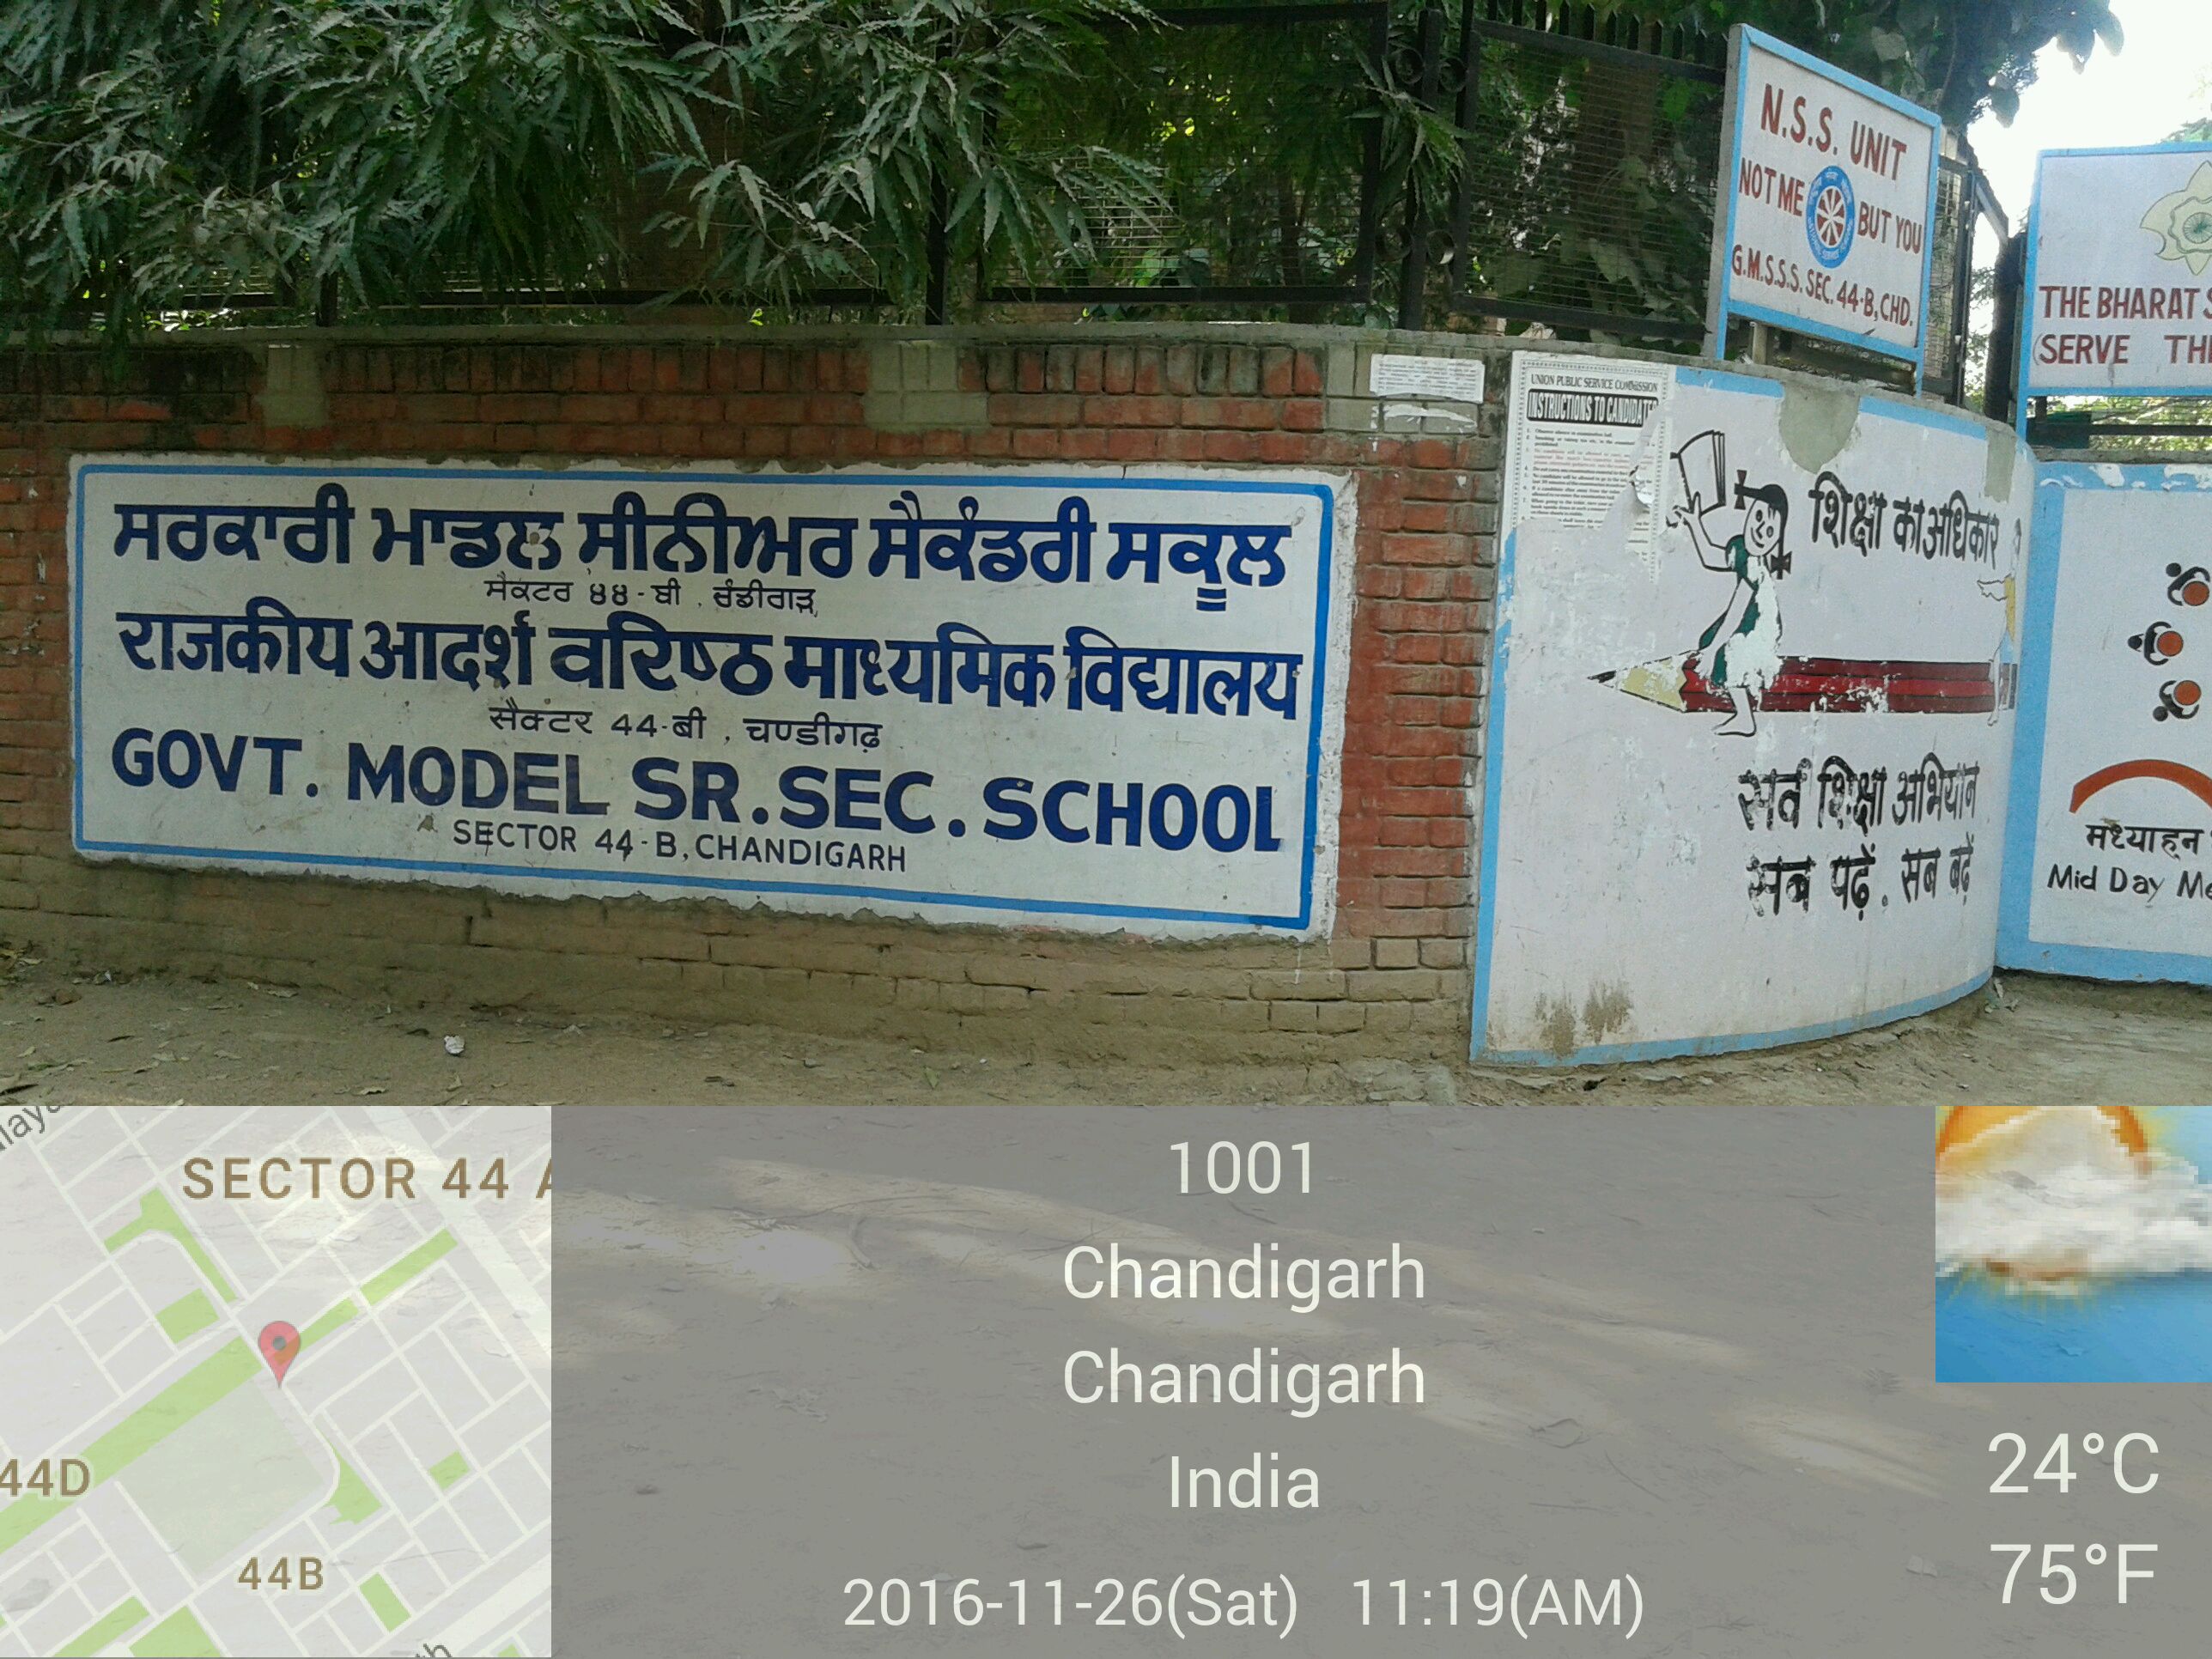 N.S.S. UNIT
NOT ME BUT YOU
G.M.S.S.S. SEC. 44-B, CHD.
THE BHARAT
(SERVE
UNION PUBLIC SERVICE COMMISSION
INSTRUCTIONS TO CANDIDATES
ਸਰਕਾਰੀ ਮਾਡਲ ਸੀਨੀਅਰ ਸੈਕੰਡਰੀ ਸਕੂਲ
ਸੈਕਟਰ ੪੪-ਬੀ , ਚੰਡੀਗੜ੍ਹ
राजकीय आदर्श वरिष्ठ माध्यमिक विद्यालय
सैक्टर 44-बी , चण्डीगढ़
GOVT. MODEL SR. SEC. SCHOOL
SECTOR 44-B, CHANDIGARH
शिक्षा का अधिकार
सर्व शिक्षा अभियान
सब पढ़ें . सब बढ़ें
मध्याहन
Mid Day
SECTOR 44 A
44D
44B
1001
Chandigarh
Chandigarh
India
2016-11-26(Sat) 11:19(AM)
24°C
75°F